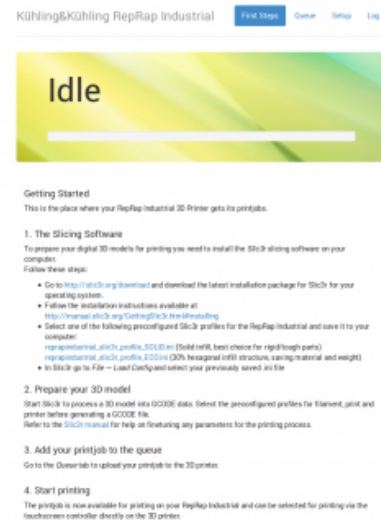 Kühling&Kühling RepRap Industrial
First Steps
Queue
Setup
Log
Idle
Getting Started
This is the place where your RepRap Industrial 3D Printer gets its printjobs.
1. The Slicing Software
To prepare your digital 3D models for printing you need to install the Slic3r slicing software on your
computer.
Follow these steps:
• Go to http://slic3r.org/download and download the latest installation package for Slic3r for your
operating system.
• Follow the installation instructions available at
http://manual.slic3r.org/GettingSlic3r.html#installing
• Select one of the following preconfigured Slic3r profiles for the RepRap Industrial and save it to your
computer:
reprapindustrial_slic3r_profile_SOLID.ini (Solid infill, best choice for rigid/tough parts)
reprapindustrial_slic3r_profile_ECO.ini (30% hexagonal infill structure, saving material and weight)
• In Slic3r go to File — Load Config and select your previously saved .ini file
2. Prepare your 3D model
Start Slic3r to process a 3D model into GCODE data. Select the preconfigured profiles for filament, print and
printer before generating a GCODE file.
Refer to the Slic3r manual for help on finetuning any parameters for the printing process.
3. Add your printjob to the queue
Go to the Queue tab to upload your printjob to the 3D printer.
4. Start printing
The printjob is now available for printing on your RepRap Industrial and can be selected for printing via the
touchscreen controller directly on the 3D printer.